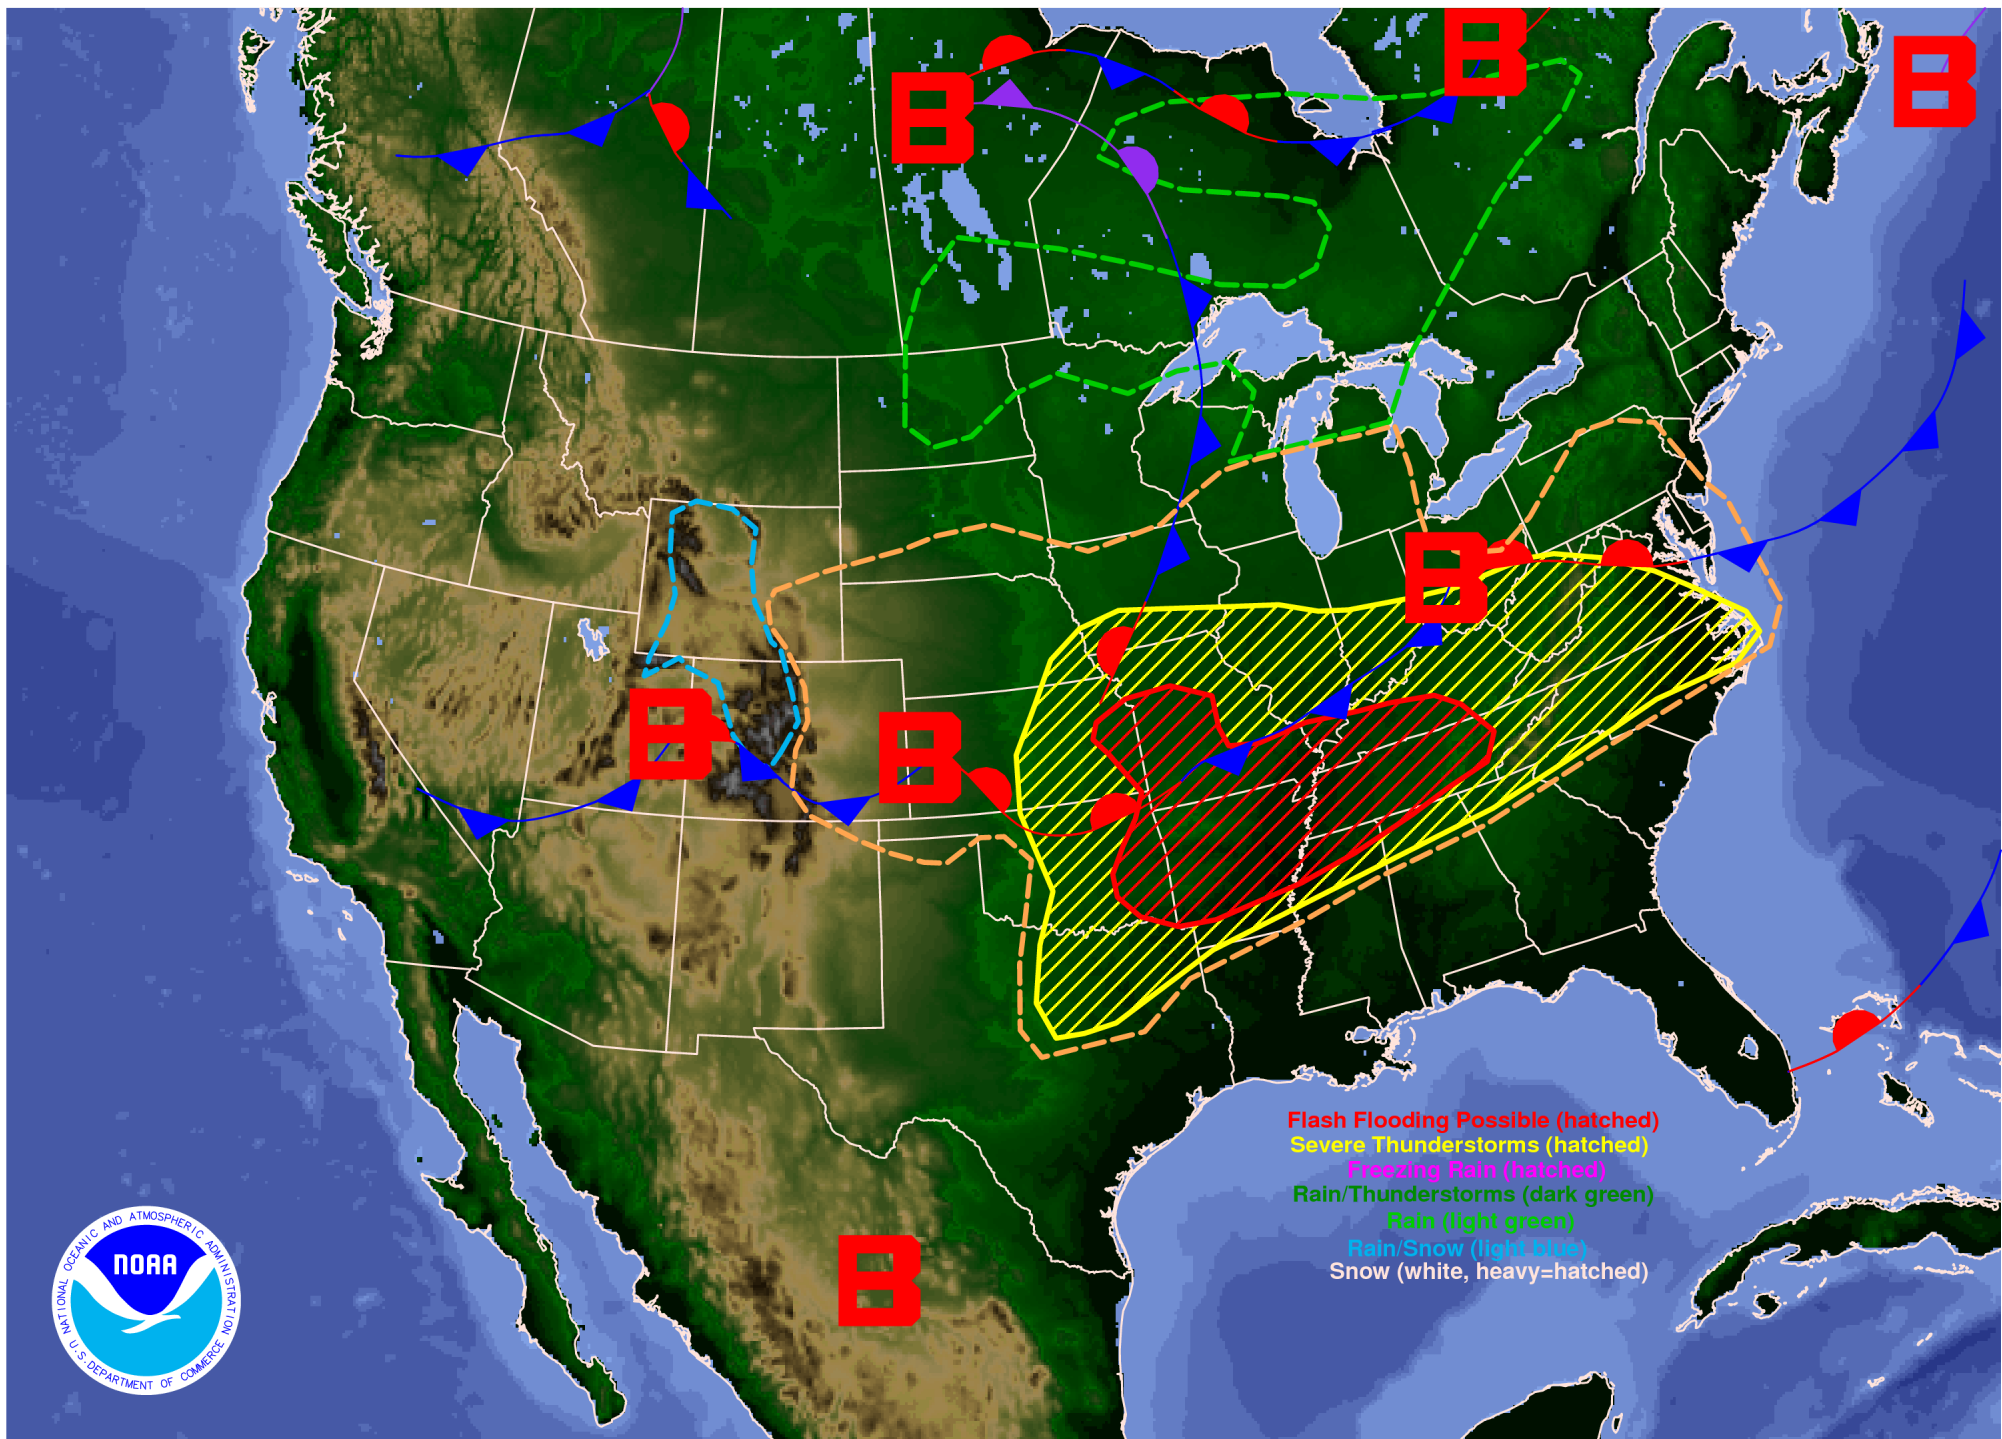 B
B
B
B
B
B
B
Flash Flooding Possible (hatched)
Severe Thunderstorms (hatched)
Freezing Rain (hatched)
Rain/Thunderstorms (dark green)
Rain (light green)
Rain/Snow (light blue)
Snow (white, heavy=hatched)
NATIONAL OCEANIC AND ATMOSPHERIC ADMINISTRATION
NOAA
U.S. DEPARTMENT OF COMMERCE